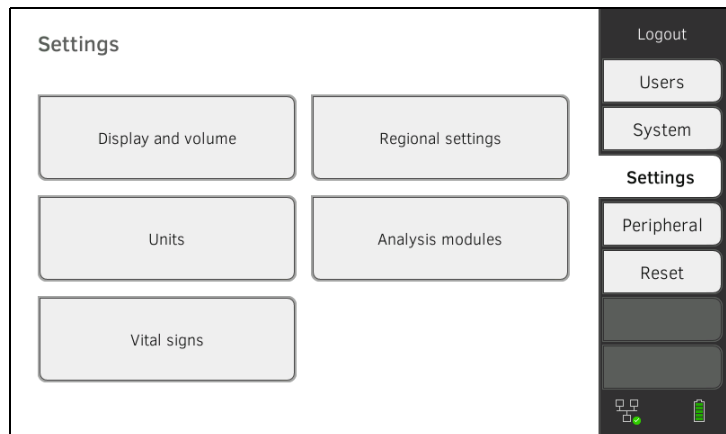 Settings
Display and volume
Regional settings
Units
Analysis modules
Vital signs
Logout
Users
System
Settings
Peripheral
Reset